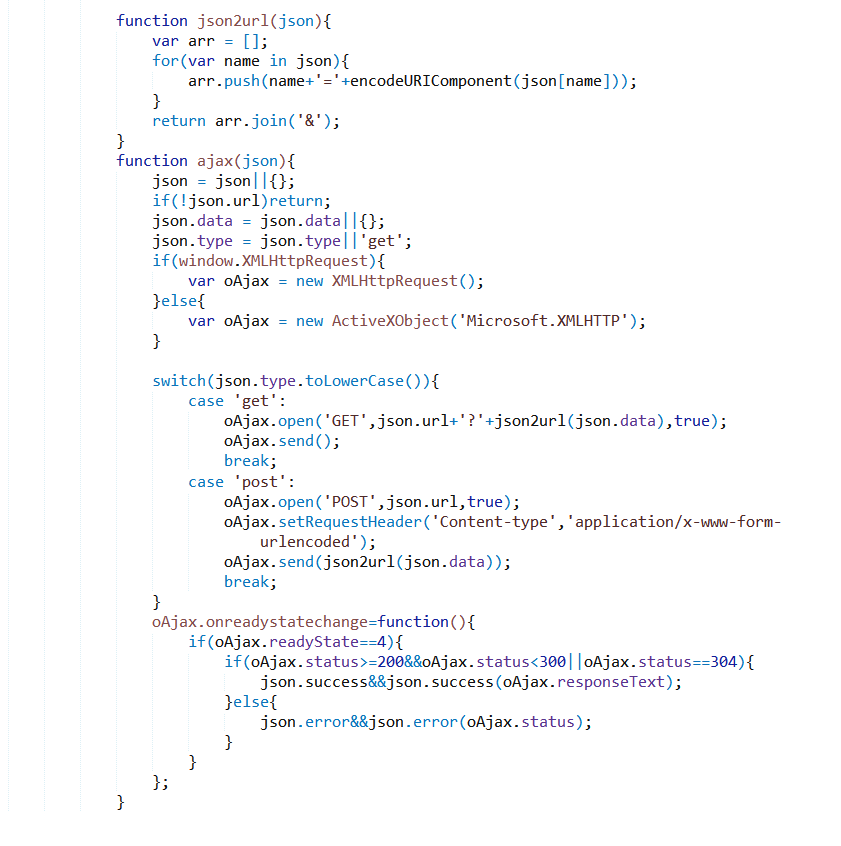 function json2url(json){
var arr = [];
for(var name in json){
arr.push(name+'='+encodeURIComponent(json[name]));
}
return arr.join('&');
}
function ajax(json){
json = json||{};
if(!json.url)return;
json.data = json.data||{};
json.type = json.type||'get';
if(window.XMLHttpRequest){
var oAjax = new XMLHttpRequest();
}else{
var oAjax = new ActiveXObject('Microsoft.XMLHTTP');
}
switch(json.type.toLowerCase()){
case 'get':
oAjax.open('GET',json.url+'?'+json2url(json.data),true);
oAjax.send();
break;
case 'post':
oAjax.open('POST',json.url,true);
oAjax.setRequestHeader('Content-type','application/x-www-form-
urlencoded');
oAjax.send(json2url(json.data));
break;
}
oAjax.onreadystatechange=function(){
if(oAjax.readyState==4){
if(oAjax.status>=200&&oAjax.status<300||oAjax.status==304){
json.success&&json.success(oAjax.responseText);
}else{
json.error&&json.error(oAjax.status);
}
}
};
}